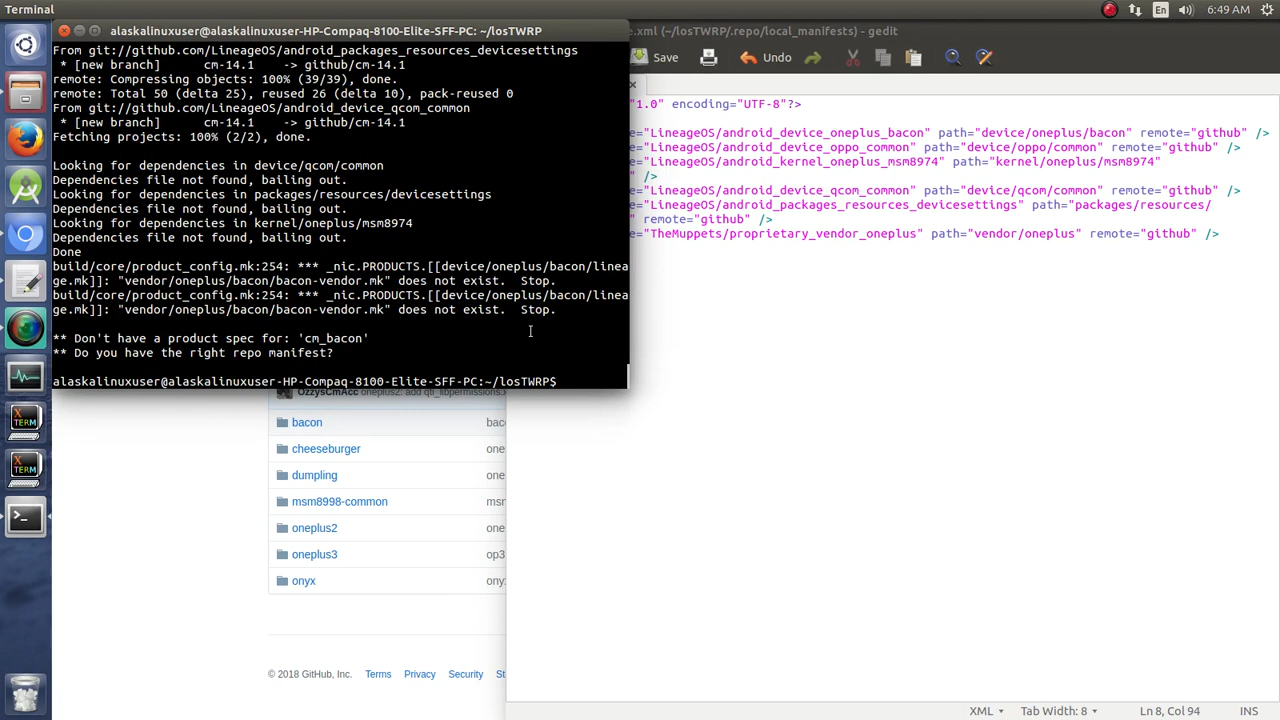 Terminal
En
6:49 AM
alaskalinuxuser@alaskalinuxuser-HP-Compaq-8100-Elite-SFF-PC: ~/losTWRP
From git://github.com/LineageOS/android_packages_resources_devicesettings
* [new branch] cm-14.1 -> github/cm-14.1
remote: Compressing objects: 100% (39/39), done.
remote: Total 50 (delta 25), reused 26 (delta 10), pack-reused 0
From git://github.com/LineageOS/android_device_qcom_common
* [new branch] cm-14.1 -> github/cm-14.1
Fetching projects: 100% (2/2), done.
Looking for dependencies in device/qcom/common
Dependencies file not found, bailing out.
Looking for dependencies in packages/resources/devicesettings
Dependencies file not found, bailing out.
Looking for dependencies in kernel/oneplus/msm8974
Dependencies file not found, bailing out.
Done
build/core/product_config.mk:254: *** _nic.PRODUCTS.[[device/oneplus/bacon/linea
ge.mk]]: "vendor/oneplus/bacon/bacon-vendor.mk" does not exist.  Stop.
build/core/product_config.mk:254: *** _nic.PRODUCTS.[[device/oneplus/bacon/linea
ge.mk]]: "vendor/oneplus/bacon/bacon-vendor.mk" does not exist.  Stop.
** Don't have a product spec for: 'cm_bacon'
** Do you have the right repo manifest?
alaskalinuxuser@alaskalinuxuser-HP-Compaq-8100-Elite-SFF-PC:~/losTWRP$
e.xml (~/losTWRP/.repo/local_manifests) - gedit
Save
Undo
"1.0" encoding="UTF-8"?>
e="LineageOS/android_device_oneplus_bacon" path="device/oneplus/bacon" remote="github" />
e="LineageOS/android_device_oppo_common" path="device/oppo/common" remote="github" />
e="LineageOS/android_kernel_oneplus_msm8974" path="kernel/oneplus/msm8974"
" />
e="LineageOS/android_device_qcom_common" path="device/qcom/common" remote="github" />
e="LineageOS/android_packages_resources_devicesettings" path="packages/resources/
" remote="github" />
e="TheMuppets/proprietary_vendor_oneplus" path="vendor/oneplus" remote="github" />
XTERM
XTERM
bacon bac
cheeseburger one
dumpling one
msm8998-common msn
oneplus2 one
oneplus3 op3
onyx ony
© 2018 GitHub, Inc. Terms Privacy Security St
XML Tab Width: 8 Ln 8, Col 94 INS